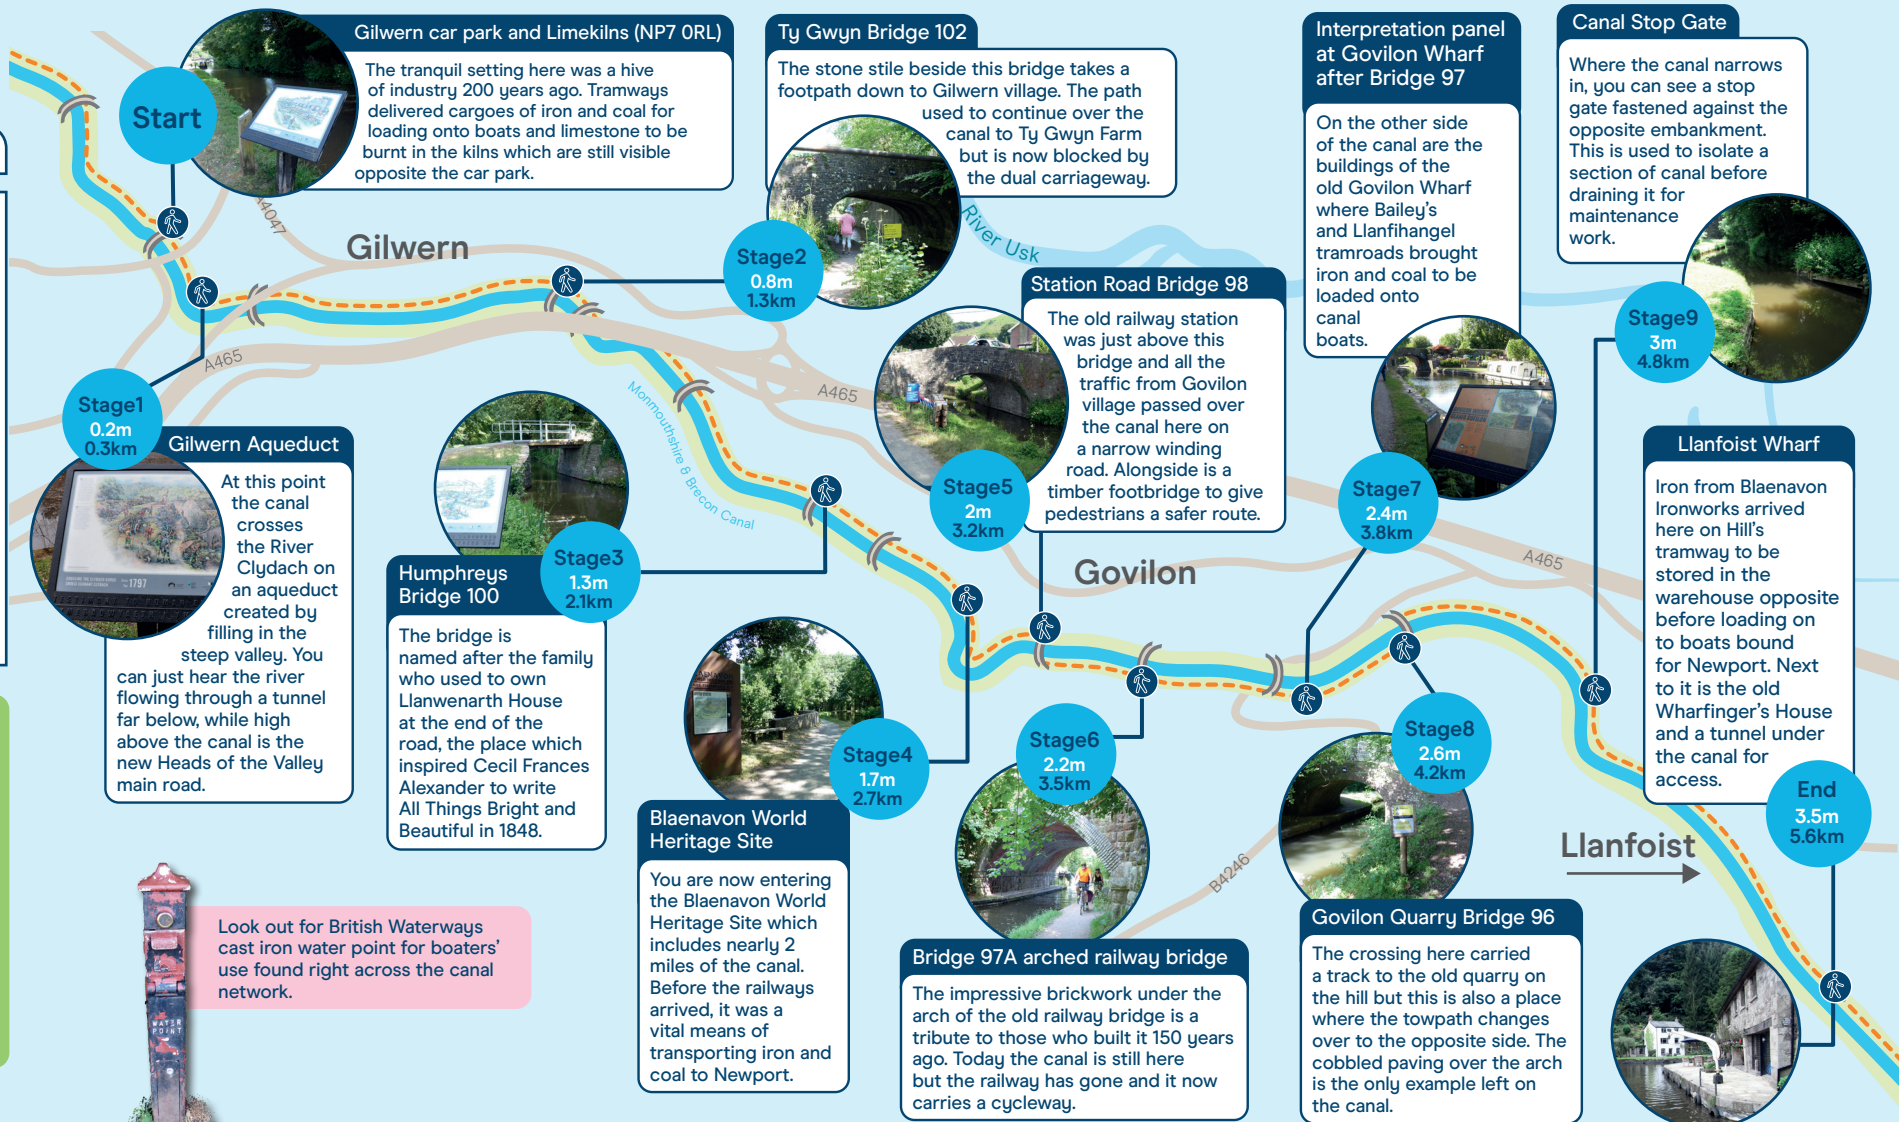 Gilwern car park and Limekilns (NP7 0RL)
The tranquil setting here was a hive
of industry 200 years ago. Tramways
delivered cargoes of iron and coal for
loading onto boats and limestone to be
burnt in the kilns which are still visible
opposite the car park.
Start
Ty Gwyn Bridge 102
The stone stile beside this bridge takes a
footpath down to Gilwern village. The path
used to continue over the
canal to Ty Gwyn Farm
but is now blocked by
the dual carriageway.
Stage2
0.8m
1.3km
Interpretation panel
at Govilon Wharf
after Bridge 97
On the other side
of the canal are the
buildings of the
old Govilon Wharf
where Bailey's
and Llanfihangel
tramroads brought
iron and coal to be
loaded onto
canal
boats.
Stage7
2.4m
3.8km
Canal Stop Gate
Where the canal narrows
in, you can see a stop
gate fastened against the
opposite embankment.
This is used to isolate a
section of canal before
draining it for
maintenance
work.
Stage9
3m
4.8km
A4047
Gilwern
River Usk
A465
A465
A465
Monmouthshire & Brecon Canal
Station Road Bridge 98
The old railway station
was just above this
bridge and all the
traffic from Govilon
village passed over
the canal here on
a narrow winding
road. Alongside is a
timber footbridge to give
pedestrians a safer route.
Stage5
2m
3.2km
Stage1
0.2m
0.3km
Gilwern Aqueduct
At this point
the canal
crosses
the River
Clydach on
an aqueduct
created by
filling in the
steep valley. You
can just hear the river
flowing through a tunnel
far below, while high
above the canal is the
new Heads of the Valley
main road.
1797
Humphreys
Bridge 100
Stage3
1.3m
2.1km
The bridge is
named after the family
who used to own
Llanwenarth House
at the end of the
road, the place which
inspired Cecil Frances
Alexander to write
All Things Bright and
Beautiful in 1848.
Govilon
Llanfoist Wharf
Iron from Blaenavon
Ironworks arrived
here on Hill's
tramway to be
stored in the
warehouse opposite
before loading on
to boats bound
for Newport. Next
to it is the old
Wharfinger's House
and a tunnel under
the canal for
access.
End
3.5m
5.6km
Stage4
1.7m
2.7km
Blaenavon World
Heritage Site
You are now entering
the Blaenavon World
Heritage Site which
includes nearly 2
miles of the canal.
Before the railways
arrived, it was a
vital means of
transporting iron and
coal to Newport.
Stage6
2.2m
3.5km
Bridge 97A arched railway bridge
The impressive brickwork under the
arch of the old railway bridge is a
tribute to those who built it 150 years
ago. Today the canal is still here
but the railway has gone and it now
carries a cycleway.
B4246
Stage8
2.6m
4.2km
Govilon Quarry Bridge 96
The crossing here carried
a track to the old quarry on
the hill but this is also a place
where the towpath changes
over to the opposite side. The
cobbled paving over the arch
is the only example left on
the canal.
Llanfoist
Look out for British Waterways
cast iron water point for boaters'
use found right across the canal
network.
WATER
POINT